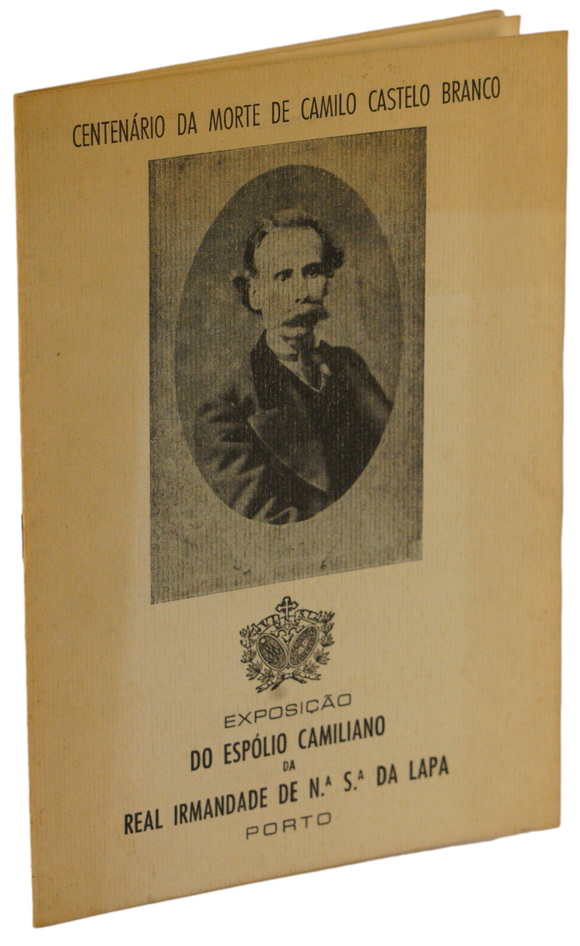 CENTENÁRIO DA MORTE DE CAMILO CASTELO BRANCO
EXPOSIÇÃO
DO ESPÓLIO CAMILIANO
DA
REAL IRMANDADE DE N.ᴬ S.ᴬ DA LAPA
PORTO